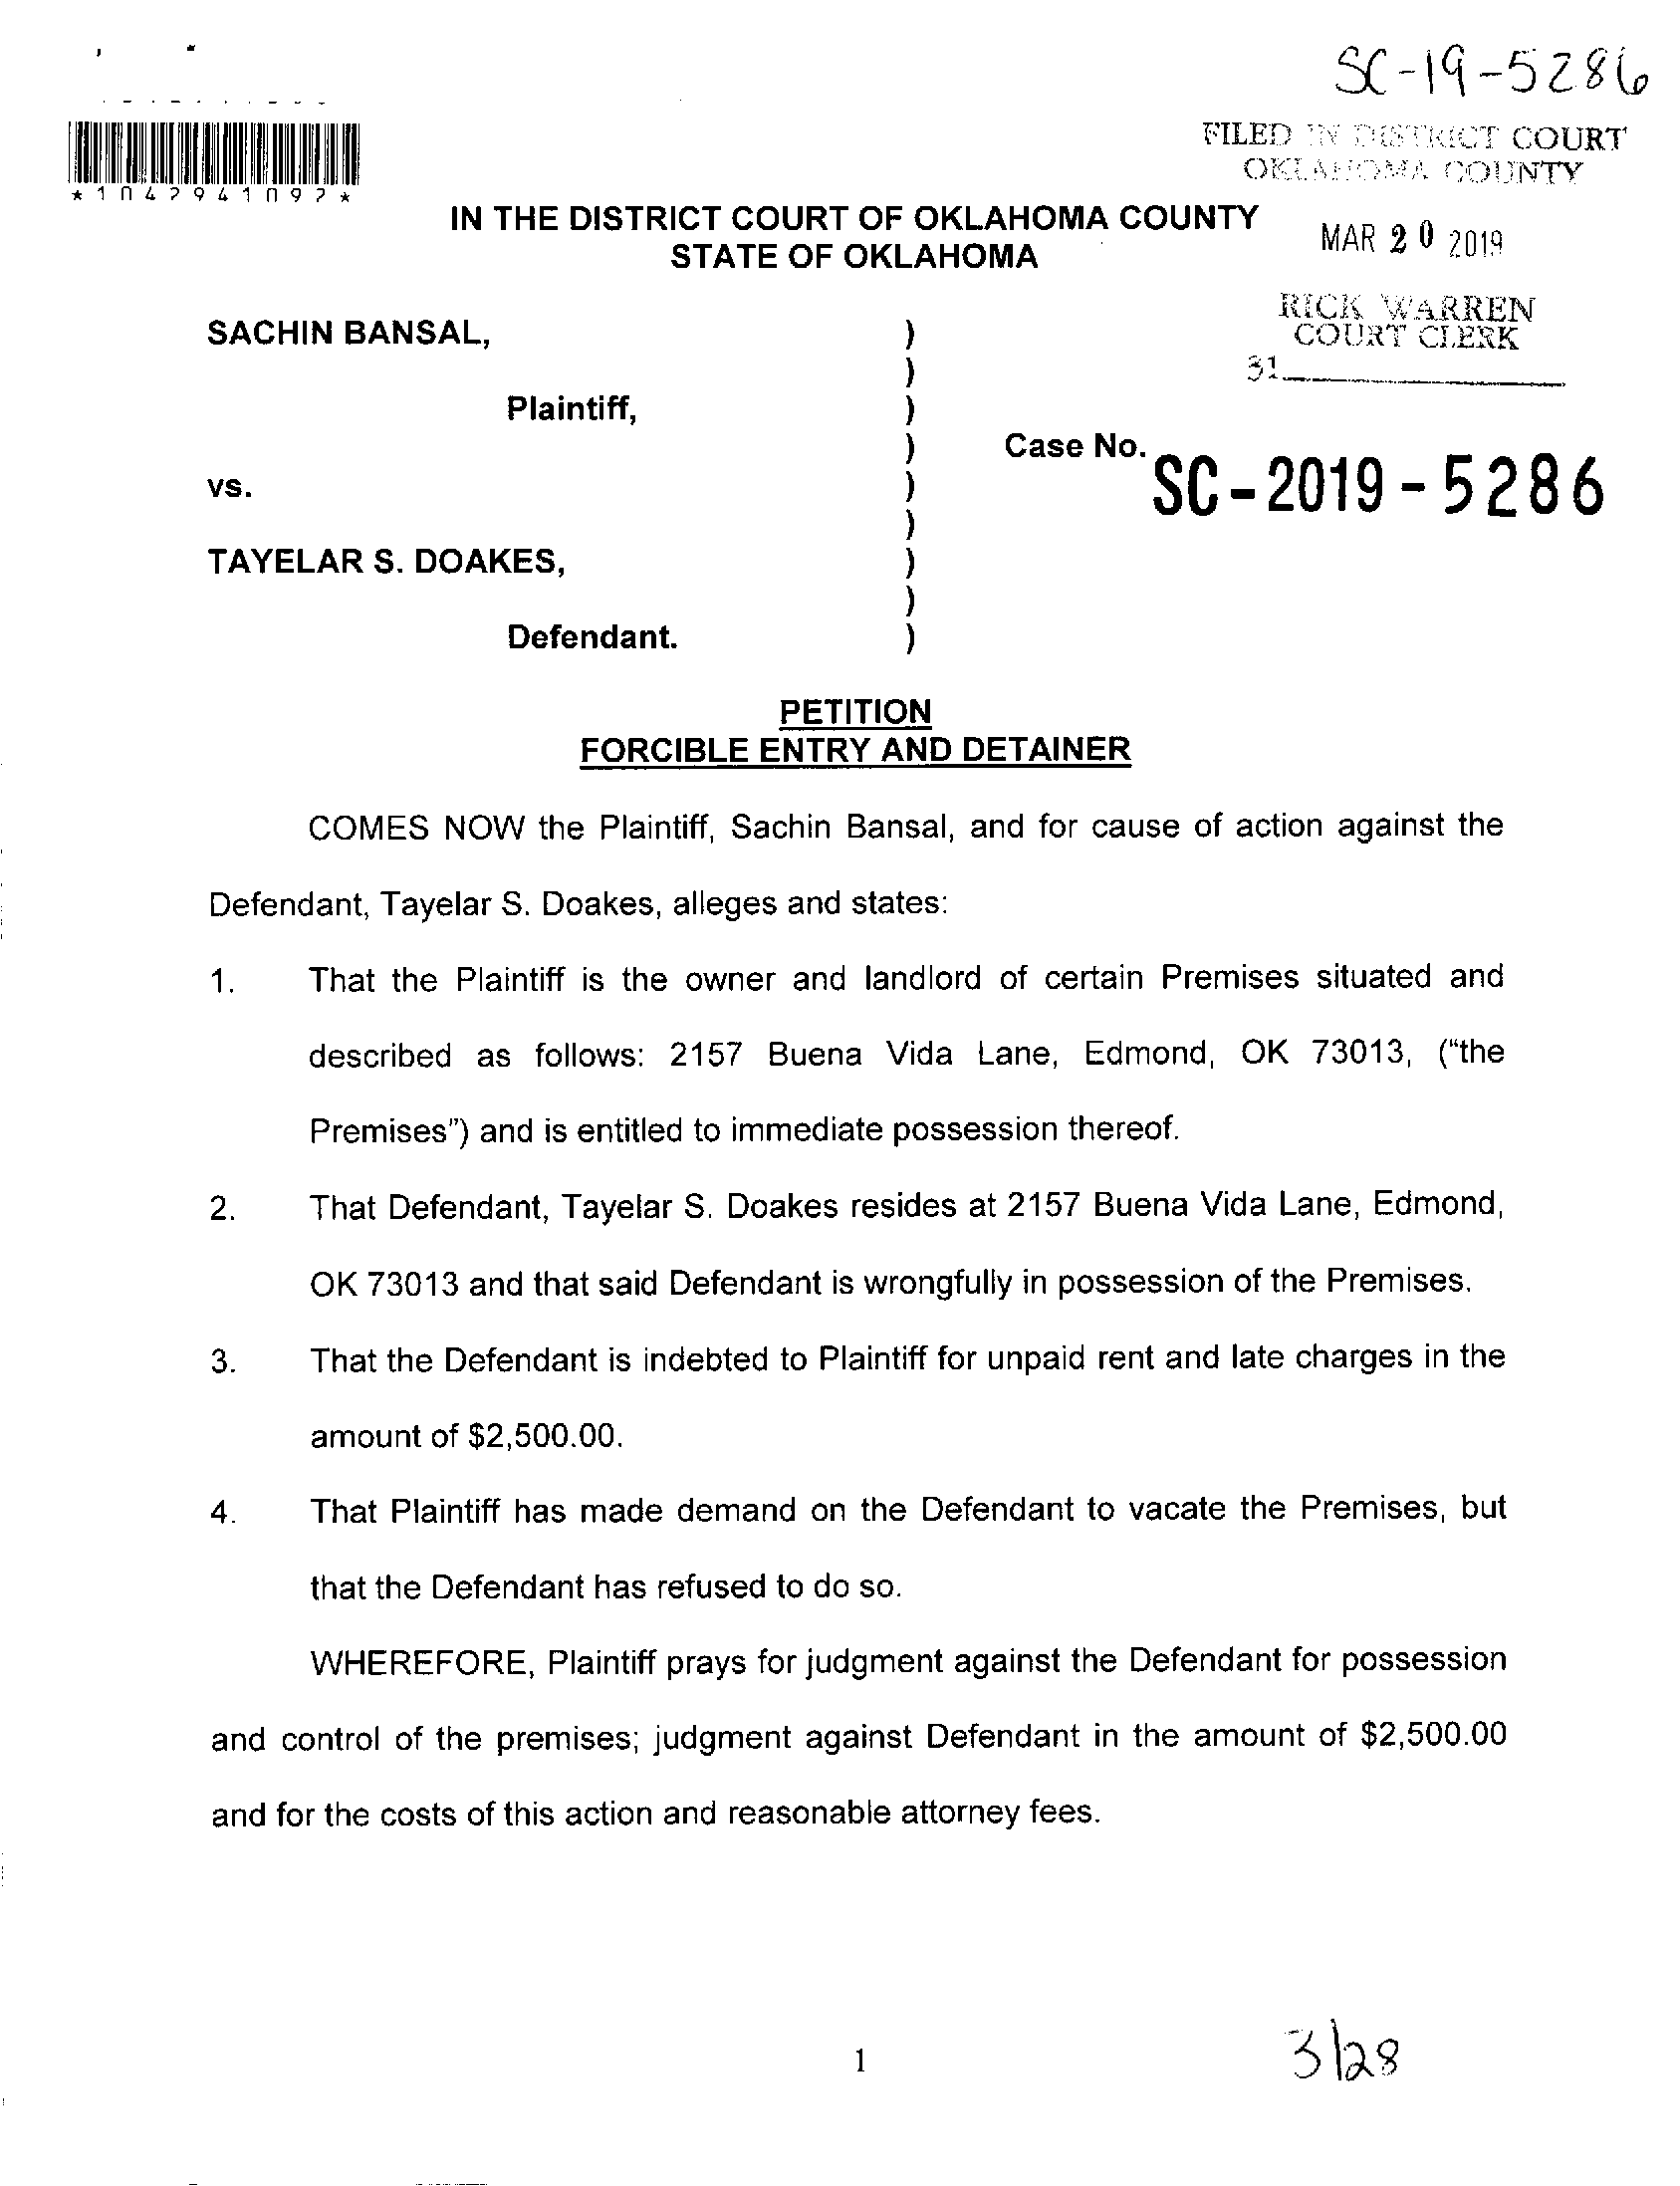 SC-19-5286
FILED IN DISTRICT COURT
OKLAHOMA COUNTY
*1042941092*
IN THE DISTRICT COURT OF OKLAHOMA COUNTY
STATE OF OKLAHOMA
MAR 20 2019
RICK WARREN
COURT CLERK
31
SACHIN BANSAL, )
)
Plaintiff, )
) Case No. SC-2019-5286
vs. )
)
TAYELAR S. DOAKES, )
)
Defendant. )
PETITION
FORCIBLE ENTRY AND DETAINER
COMES NOW the Plaintiff, Sachin Bansal, and for cause of action against the
Defendant, Tayelar S. Doakes, alleges and states:
1. That the Plaintiff is the owner and landlord of certain Premises situated and
described as follows: 2157 Buena Vida Lane, Edmond, OK 73013, (“the
Premises”) and is entitled to immediate possession thereof.
2. That Defendant, Tayelar S. Doakes resides at 2157 Buena Vida Lane, Edmond,
OK 73013 and that said Defendant is wrongfully in possession of the Premises.
3. That the Defendant is indebted to Plaintiff for unpaid rent and late charges in the
amount of $2,500.00.
4. That Plaintiff has made demand on the Defendant to vacate the Premises, but
that the Defendant has refused to do so.
WHEREFORE, Plaintiff prays for judgment against the Defendant for possession
and control of the premises; judgment against Defendant in the amount of $2,500.00
and for the costs of this action and reasonable attorney fees.
1
3/28